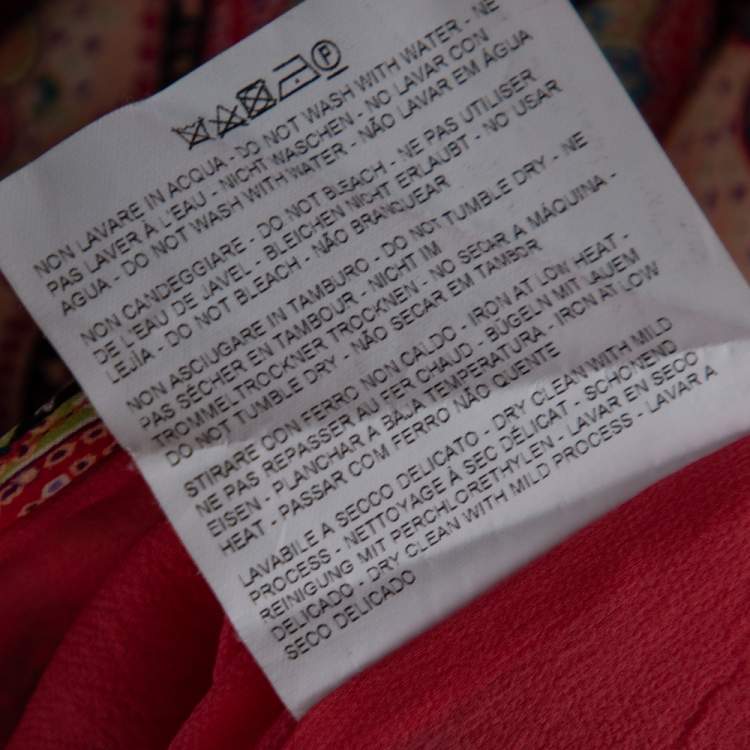 P
NON LAVARE IN ACQUA - DO NOT WASH WITH WATER - NE
PAS LAVER À L'EAU - NICHT WASCHEN - NO LAVAR CON
AGUA - DO NOT WASH WITH WATER - NÃO LAVAR EM ÁGUA
NON CANDEGGIARE - DO NOT BLEACH - NE PAS UTILISER
DE L'EAU DE JAVEL - BLEICHEN NICHT ERLAUBT - NO USAR
LEJÍA - DO NOT BLEACH - NÃO BRANQUEAR
NON ASCIUGARE IN TAMBURO - DO NOT TUMBLE DRY - NE
PAS SÉCHER EN TAMBOUR - NICHT IM
TROMMELTROCKNER TROCKNEN - NO SECAR A MÁQUINA -
DO NOT TUMBLE DRY - NÃO SECAR EM TAMBOR
STIRARE CON FERRO NON CALDO - IRON AT LOW HEAT -
NE PAS REPASSER AU FER CHAUD - BÜGELN MIT LAUEM
EISEN - PLANCHAR A BAJA TEMPERATURA - IRON AT LOW
HEAT - PASSAR COM FERRO NÃO QUENTE
LAVABILE A SECCO DELICATO - DRY CLEAN WITH MILD
PROCESS - NETTOYAGE À SEC DÉLICAT - SCHONEND
REINIGUNG MIT PERCHLORETHYLEN - LAVAR EN SECO
DELICADO - DRY CLEAN WITH MILD PROCESS - LAVAR A
SECO DELICADO